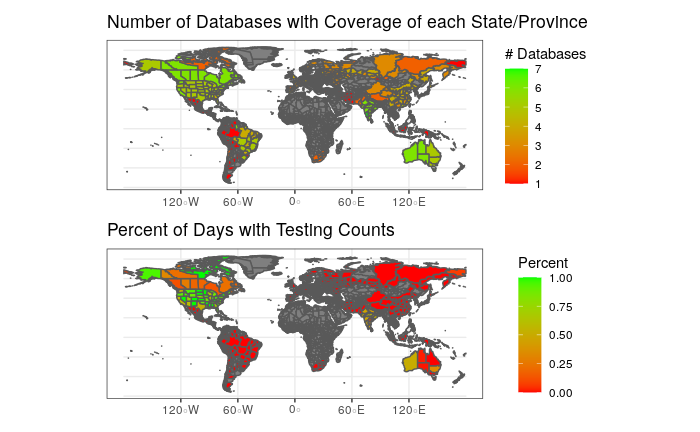 Number of Databases with Coverage of each State/Province
# Databases
7
6
5
4
3
2
1
120°W 60°W 0° 60°E 120°E
Percent of Days with Testing Counts
Percent
1.00
0.75
0.50
0.25
0.00
120°W 60°W 0° 60°E 120°E